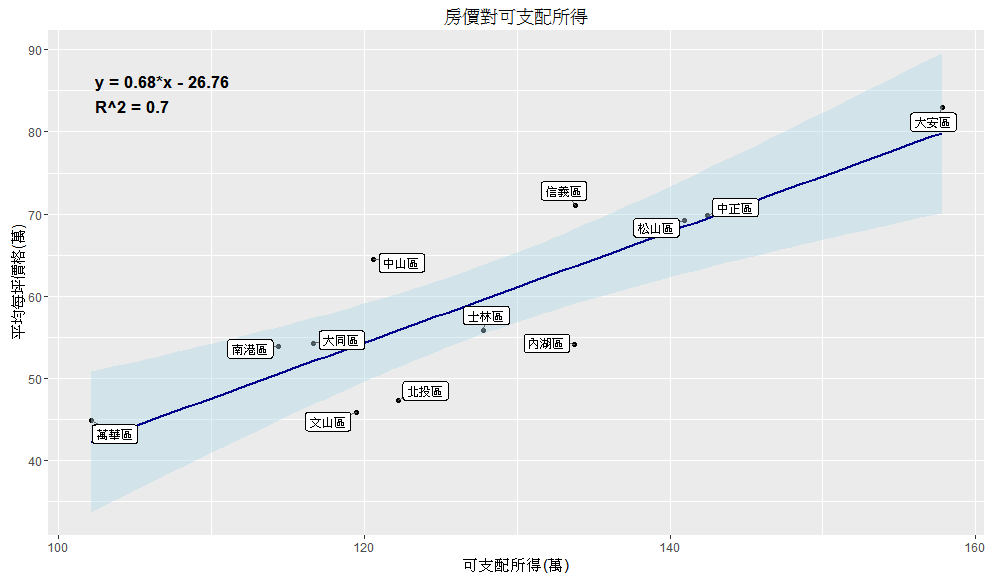 房價對可支配所得
y = 0.68*x - 26.76
R^2 = 0.7
90
80
70
60
50
40
平均每坪價格(萬)
大安區
信義區
中正區
松山區
中山區
士林區
大同區
內湖區
南港區
北投區
文山區
萬華區
100
120
140
160
可支配所得(萬)